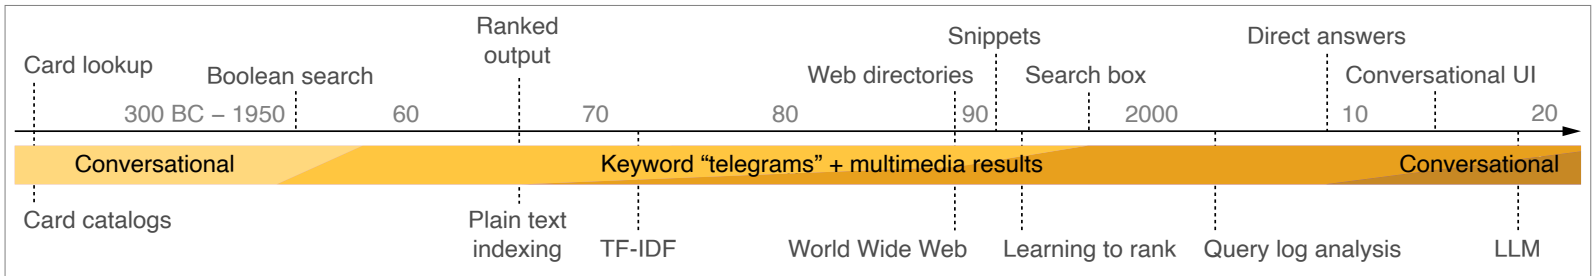 Ranked
output
Snippets
Direct answers
Card lookup
Boolean search
Web directories
Search box
Conversational UI
300 BC – 1950
60
70
80
90
2000
10
20
Conversational
Keyword “telegrams” + multimedia results
Conversational
Card catalogs
Plain text
indexing
TF-IDF
World Wide Web
Learning to rank
Query log analysis
LLM